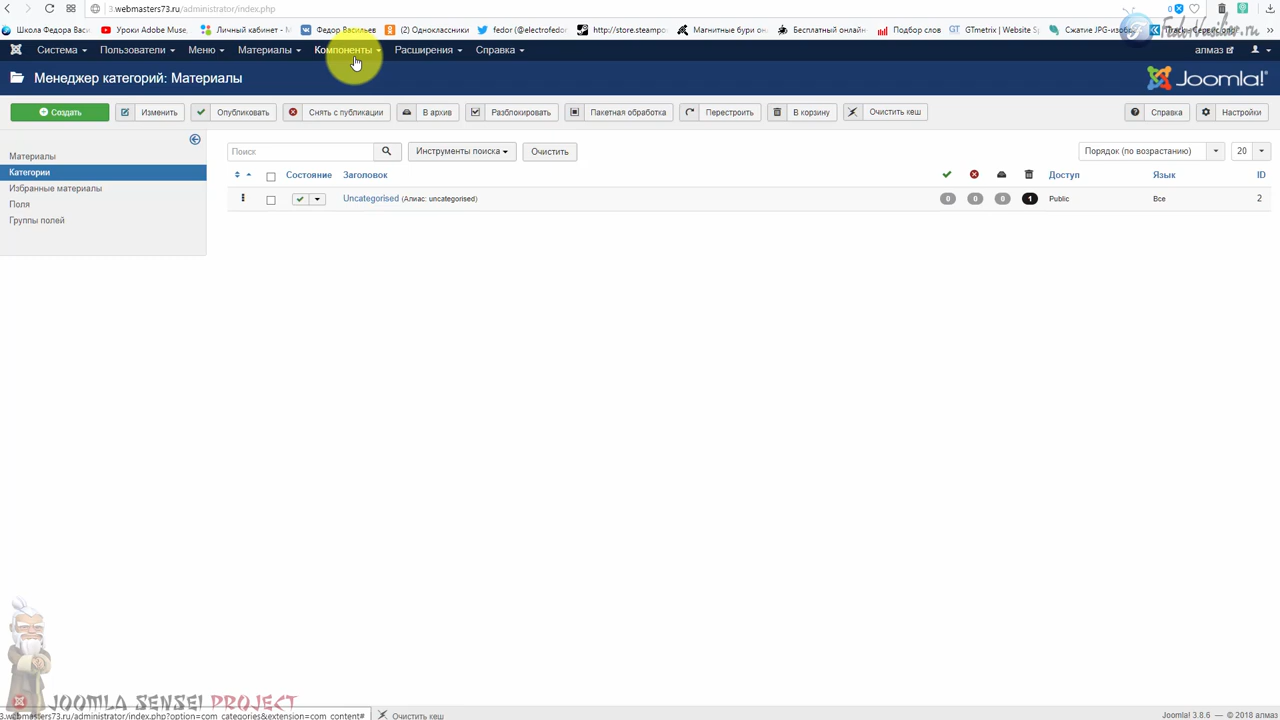 3.webmasters73.ru/administrator/index.php
0
Школа Федора Васи
Уроки Adobe Muse
Личный кабинет - М
Федор Васильев
(2) Одноклассники
fedor (@electrofedo
http://store.steampo
Магнитные бури он
Бесплатный онлайн
Подбор слов
GTmetrix | Website S
Сжатие JPG-изобр
Система
Пользователи
Меню
Материалы
Компоненты
Расширения
Справка
алмаз
Менеджер категорий: Материалы
Joomla!
Создать
Изменить
Опубликовать
Снять с публикации
В архив
Разблокировать
Пакетная обработка
Перестроить
В корзину
Очистить кеш
Справка
Настройки
Материалы
Категории
Избранные материалы
Поля
Группы полей
Поиск
Инструменты поиска
Очистить
Порядок (по возрастанию)
20
Состояние
Заголовок
Доступ
Язык
ID
Uncategorised (Алиас: uncategorised)
0
0
0
1
Public
Все
2
JOOMLA SENSEI PROJECT
3.webmasters73.ru/administrator/index.php?option=com_categories&extension=com_content#
Очистить кеш
Joomla! 3.8.6 — © 2018 алмаз